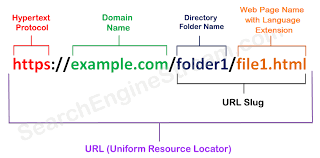 Hypertext
Protocol
Domain
Name
Directory
Folder Name
Web Page Name
with Language
Extension
https://example.com/folder1/file1.html
URL Slug
URL (Uniform Resource Locator)